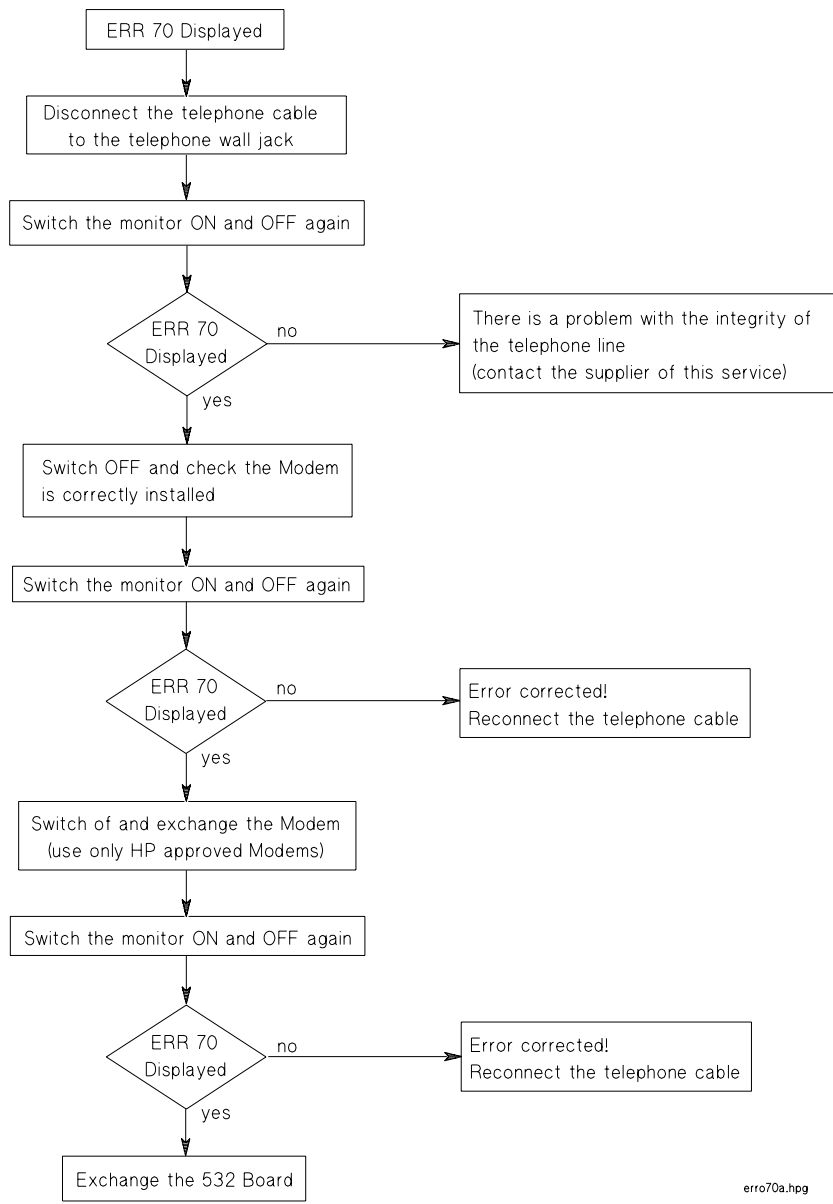 ERR 70 Displayed
Disconnect the telephone cable
to the telephone wall jack
Switch the monitor ON and OFF again
ERR 70
Displayed
no
There is a problem with the integrity of
the telephone line
(contact the supplier of this service)
yes
Switch OFF and check the Modem
is correctly installed
Switch the monitor ON and OFF again
ERR 70
Displayed
no
Error corrected!
Reconnect the telephone cable
yes
Switch of and exchange the Modem
(use only HP approved Modems)
Switch the monitor ON and OFF again
ERR 70
Displayed
no
Error corrected!
Reconnect the telephone cable
yes
Exchange the 532 Board
erro70a.hpg